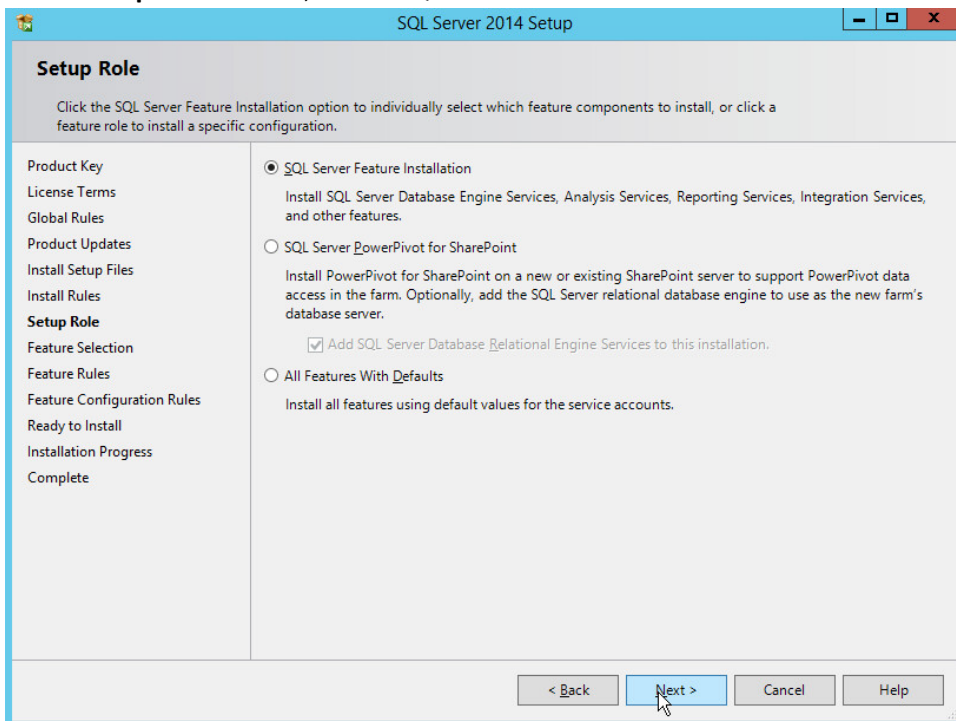 SQL Server 2014 Setup
Setup Role
Click the SQL Server Feature Installation option to individually select which feature components to install, or click a
feature role to install a specific configuration.
Product Key
License Terms
Global Rules
Product Updates
Install Setup Files
Install Rules
Setup Role
Feature Selection
Feature Rules
Feature Configuration Rules
Ready to Install
Installation Progress
Complete
SQL Server Feature Installation
Install SQL Server Database Engine Services, Analysis Services, Reporting Services, Integration Services,
and other features.
SQL Server PowerPivot for SharePoint
Install PowerPivot for SharePoint on a new or existing SharePoint server to support PowerPivot data
access in the farm. Optionally, add the SQL Server relational database engine to use as the new farm's
database server.
Add SQL Server Database Relational Engine Services to this installation.
All Features With Defaults
Install all features using default values for the service accounts.
< Back
Next >
Cancel
Help